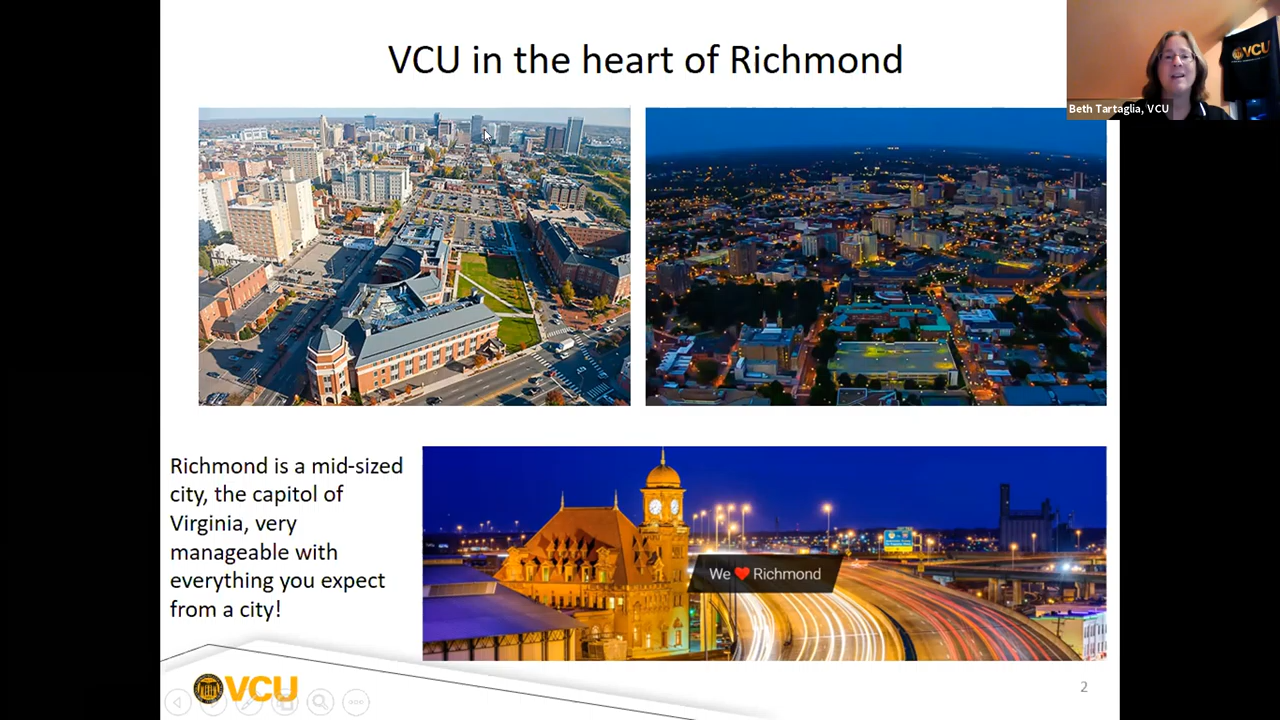 VCU in the heart of Richmond
VCU
Beth Tartaglia, VCU
Richmond is a mid-sized
city, the capitol of
Virginia, very
manageable with
everything you expect
from a city!
We ❤ Richmond
VCU
2